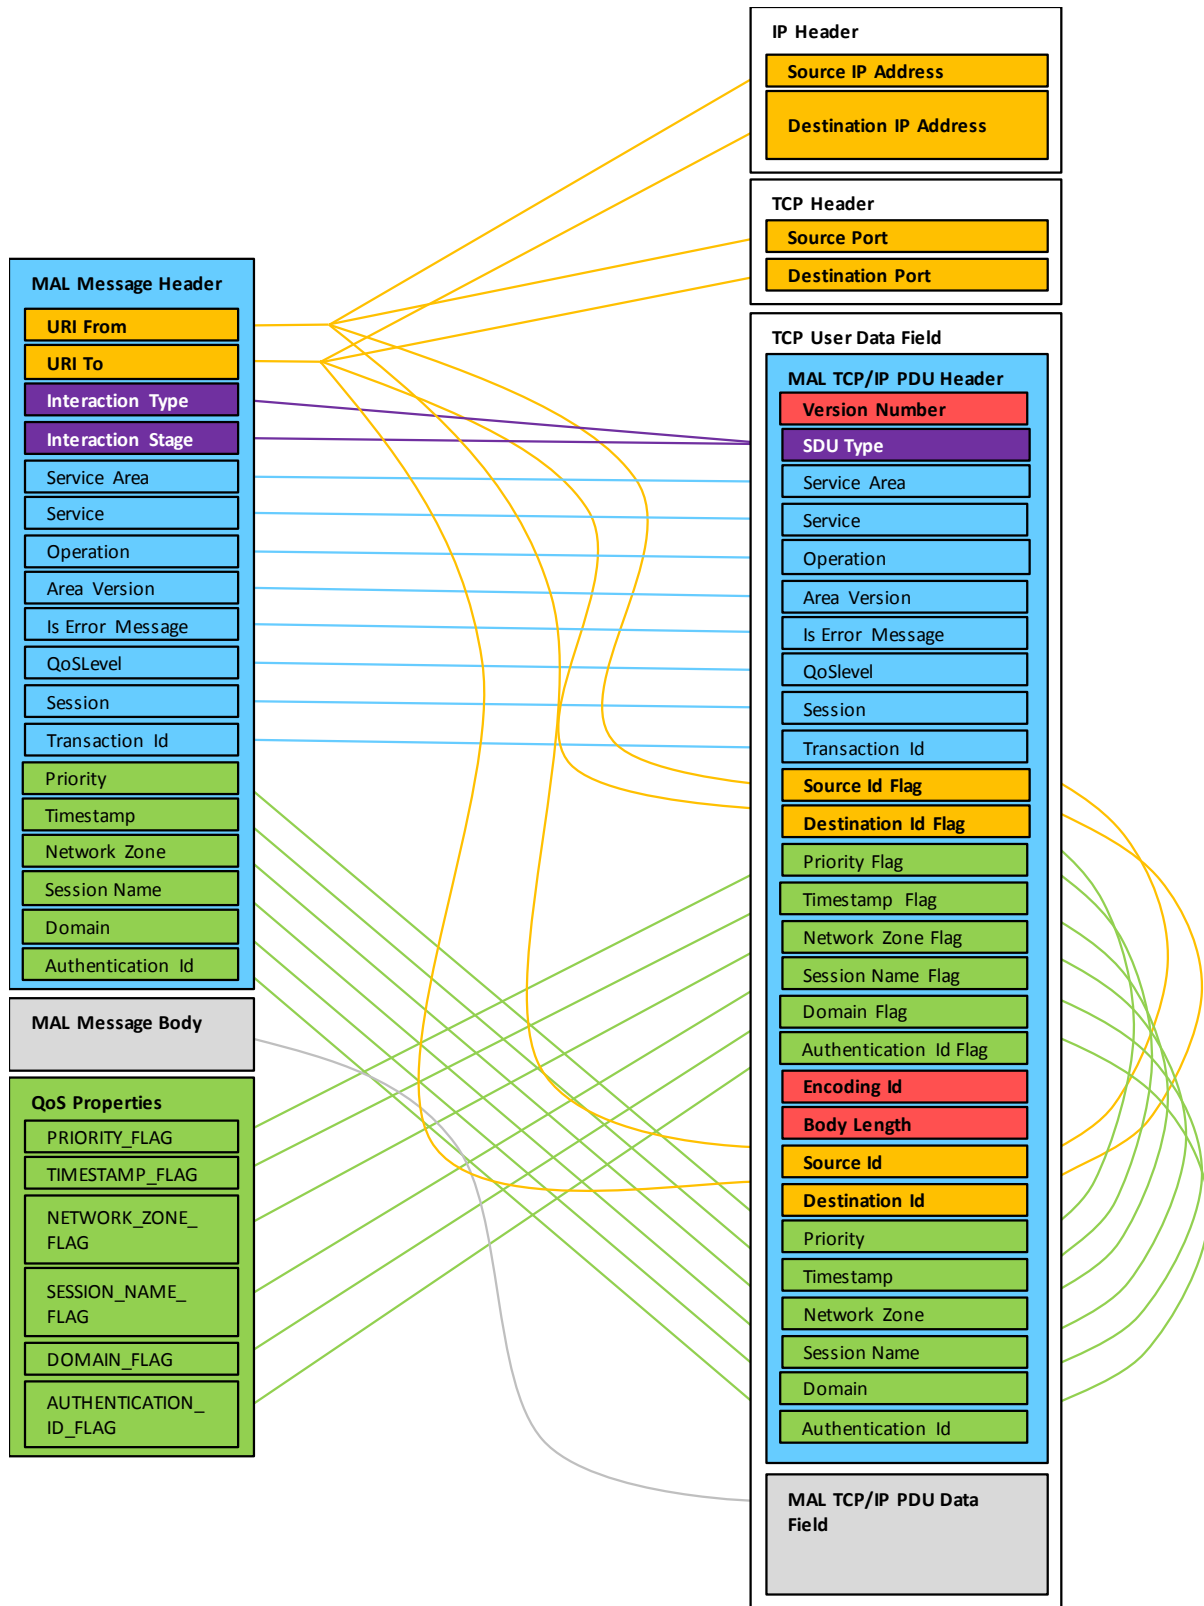 MAL Message Header
URI From
URI To
Interaction Type
Interaction Stage
Service Area
Service
Operation
Area Version
Is Error Message
QoSLevel
Session
Transaction Id
Priority
Timestamp
Network Zone
Session Name
Domain
Authentication Id
MAL Message Body
QoS Properties
PRIORITY_FLAG
TIMESTAMP_FLAG
NETWORK_ZONE_
FLAG
SESSION_NAME_
FLAG
DOMAIN_FLAG
AUTHENTICATION_
ID_FLAG
IP Header
Source IP Address
Destination IP Address
TCP Header
Source Port
Destination Port
TCP User Data Field
MAL TCP/IP PDU Header
Version Number
SDU Type
Service Area
Service
Operation
Area Version
Is Error Message
QoSlevel
Session
Transaction Id
Source Id Flag
Destination Id Flag
Priority Flag
Timestamp Flag
Network Zone Flag
Session Name Flag
Domain Flag
Authentication Id Flag
Encoding Id
Body Length
Source Id
Destination Id
Priority
Timestamp
Network Zone
Session Name
Domain
Authentication Id
MAL TCP/IP PDU Data
Field